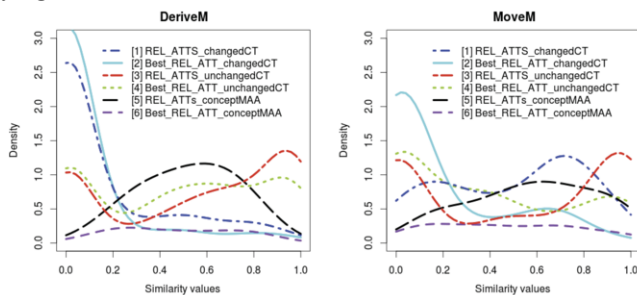 DeriveM
Density
3.0
2.5
2.0
1.5
1.0
0.5
0.0
[1] REL_ATTS_changedCT
[2] Best_REL_ATT_changedCT
[3] REL_ATTS_unchangedCT
[4] Best_REL_ATT_unchangedCT
[5] REL_ATTs_conceptMAA
[6] Best_REL_ATT_conceptMAA
0.0 0.2 0.4 0.6 0.8 1.0
Similarity values
MoveM
Density
3.0
2.5
2.0
1.5
1.0
0.5
0.0
[1] REL_ATTS_changedCT
[2] Best_REL_ATT_changedCT
[3] REL_ATTS_unchangedCT
[4] Best_REL_ATT_unchangedCT
[5] REL_ATTs_conceptMAA
[6] Best_REL_ATT_conceptMAA
0.0 0.2 0.4 0.6 0.8 1.0
Similarity values